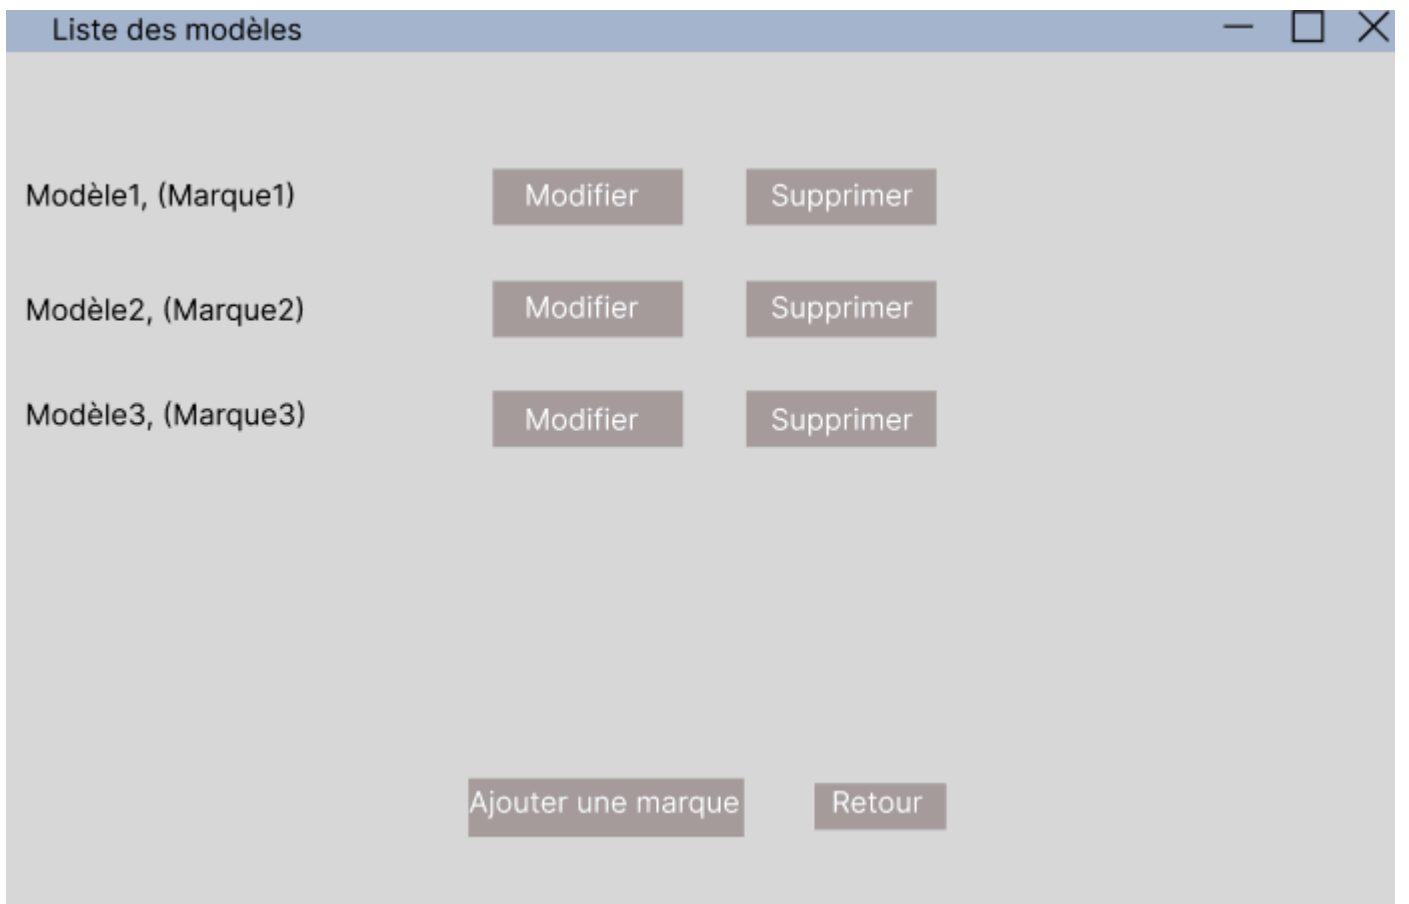 Liste des modèles
Modèle1, (Marque1) Modifier Supprimer
Modèle2, (Marque2) Modifier Supprimer
Modèle3, (Marque3) Modifier Supprimer
Ajouter une marque Retour